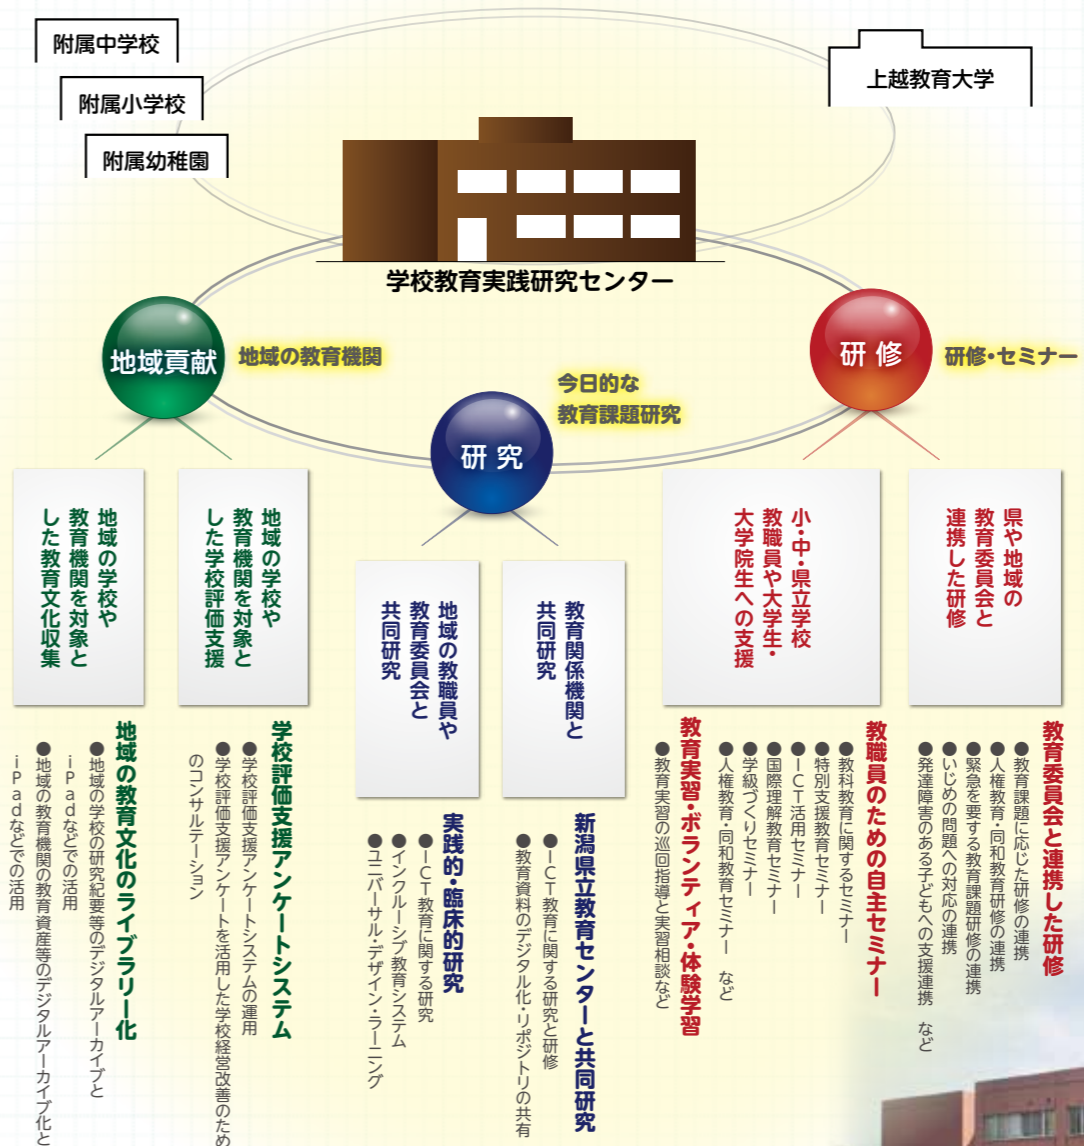 附属中学校
附属小学校
附属幼稚園
上越教育大学
学校教育実践研究センター
地域貢献
地域の教育機関
研究
今日的な
教育課題研究
研修
研修・セミナー
県や地域の
教育委員会と
連携した研修
教育委員会と連携した研修
●教育課題に応じた研修の連携
●人権教育・同和教育研修の連携
●緊急を要する教育課題研修の連携
●いじめの問題への対応の連携
●発達障害のある子どもへの支援連携 など
小・中・県立学校
教職員や大学生・
大学院生への支援
教職員のための自主セミナー
●教科教育に関するセミナー
●特別支援教育セミナー
●ICT活用セミナー
●国際理解教育セミナー
●学級づくりセミナー
●人権教育・同和教育セミナー など
教育実習・ボランティア・体験学習
●教育実習の巡回指導と実習相談など
教育関係機関と
共同研究
新潟県立教育センターと共同研究
●ICT教育に関する研究と研修
●教育資料のデジタル化・リポジトリの共有
地域の教職員や
教育委員会と
共同研究
実践的・臨床的研究
●ICT教育に関する研究
●インクルーシブ教育システム
●ユニバーサル・デザイン・ラーニング
地域の学校や
教育機関を対象と
した学校評価支援
学校評価支援アンケートシステム
●学校評価支援アンケートシステムの運用
●学校評価支援アンケートを活用した学校経営改善のため
のコンサルテーション
地域の学校や
教育機関を対象と
した教育文化収集
地域の教育文化のライブラリー化
●地域の学校の研究紀要等のデジタルアーカイブと
iPadなどでの活用
●地域の教育機関の教育資産等のデジタルアーカイブ化と
iPadなどでの活用